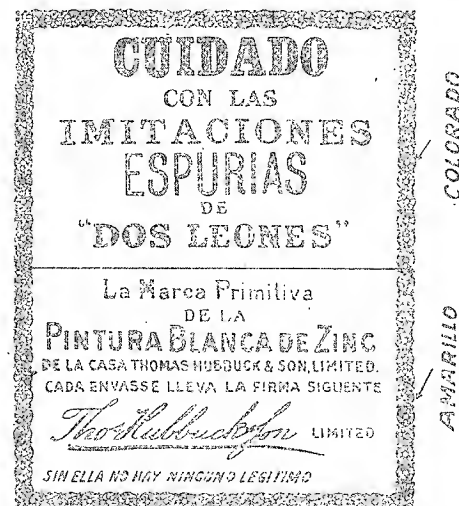 CUIDADO
CON LAS
IMITACIONES
ESPURIAS
DE
"DOS LEONES"
La Marca Primitiva
DE LA
PINTURA BLANCA DE ZINC
DE LA CASA THOMAS HUBBUCK & SON, LIMITED.
CADA ENVASSE LLEVA LA FIRMA SIGUENTE
Thos Hubbuck & Son LIMITED
SIN ELLA NO HAY NINGUNO LEGITIMO
COLORADO
AMARILLO